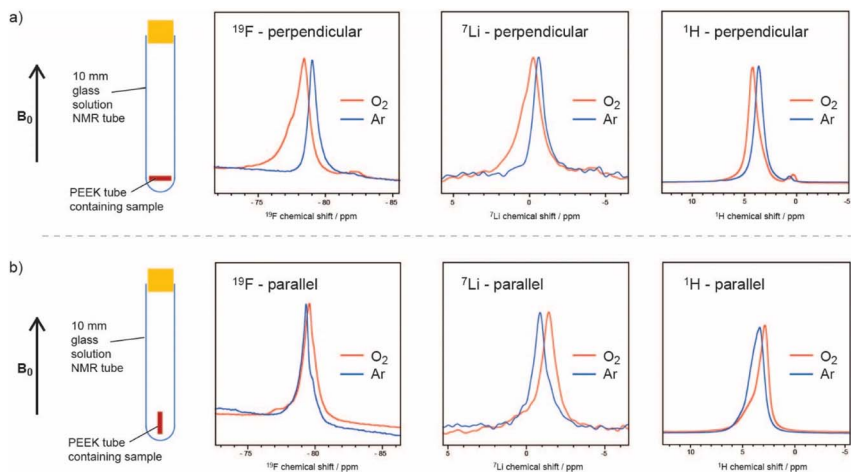 a)
B₀
10 mm
glass
solution
NMR tube
PEEK tube
containing sample
¹⁹F - perpendicular
O₂
Ar
-75
-80
-85
¹⁹F chemical shift / ppm
⁷Li - perpendicular
O₂
Ar
5
0
-5
⁷Li chemical shift / ppm
¹H - perpendicular
O₂
Ar
10
5
0
-5
¹H chemical shift / ppm
b)
B₀
10 mm
glass
solution
NMR tube
PEEK tube
containing sample
¹⁹F - parallel
O₂
Ar
-75
-80
-85
¹⁹F chemical shift / ppm
⁷Li - parallel
O₂
Ar
5
0
-5
⁷Li chemical shift / ppm
¹H - parallel
O₂
Ar
10
5
0
-5
¹H chemical shift / ppm